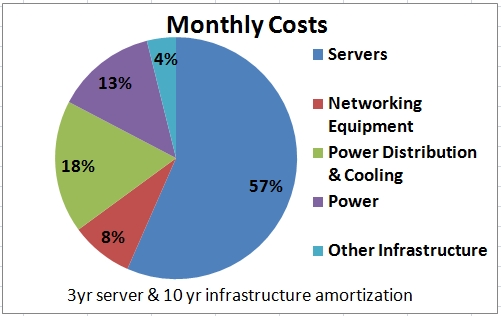 Monthly Costs
4%
13%
18%
8%
57%
Servers
Networking
Equipment
Power Distribution
& Cooling
Power
Other Infrastructure
3yr server & 10 yr infrastructure amortization